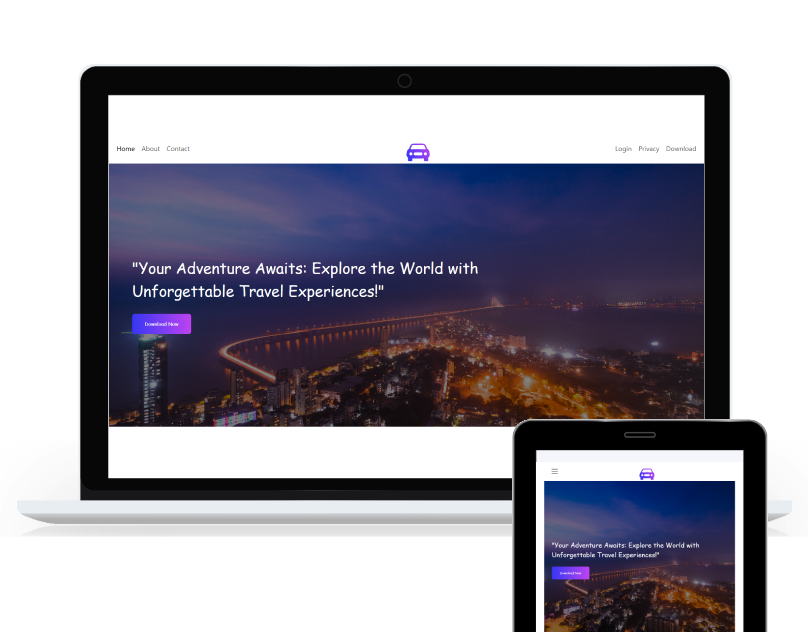 Home About Contact
Login Privacy Download
"Your Adventure Awaits: Explore the World with
Unforgettable Travel Experiences!"
Download Now
"Your Adventure Awaits: Explore the World with
Unforgettable Travel Experiences!"
Download Now